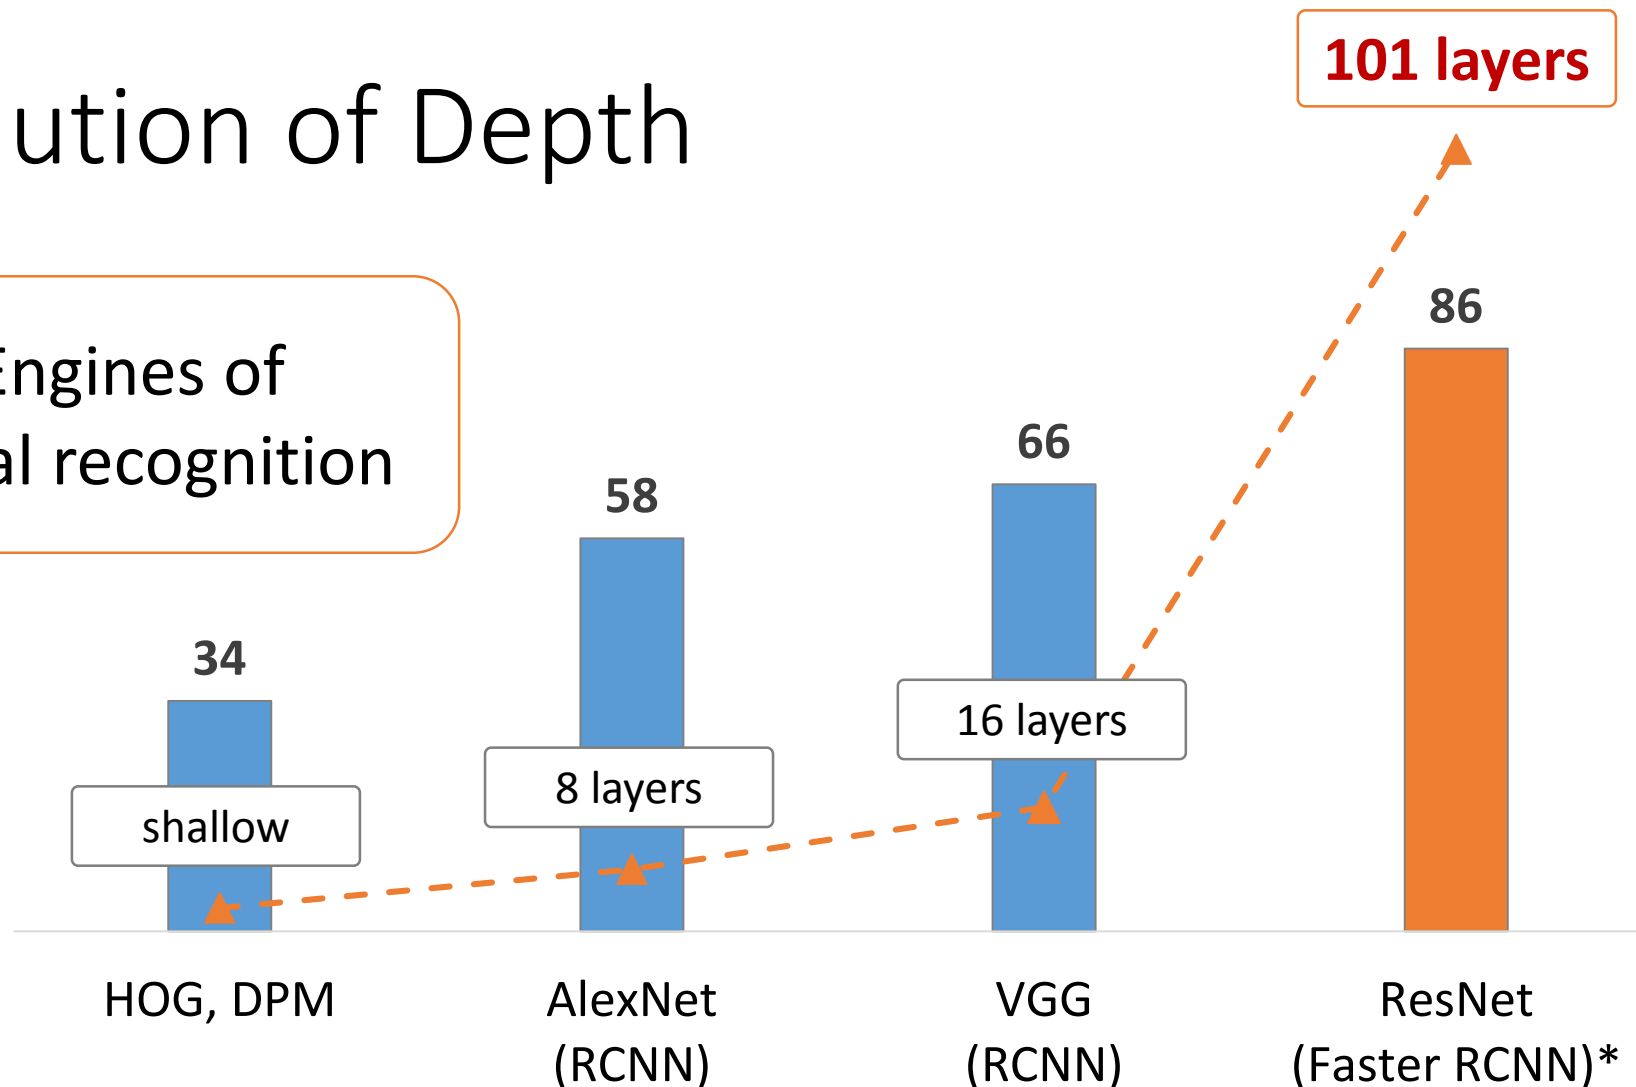 101 layers
ution of Depth
Engines of
al recognition
86
66
58
34
16 layers
8 layers
shallow
HOG, DPM
AlexNet
(RCNN)
VGG
(RCNN)
ResNet
(Faster RCNN)*